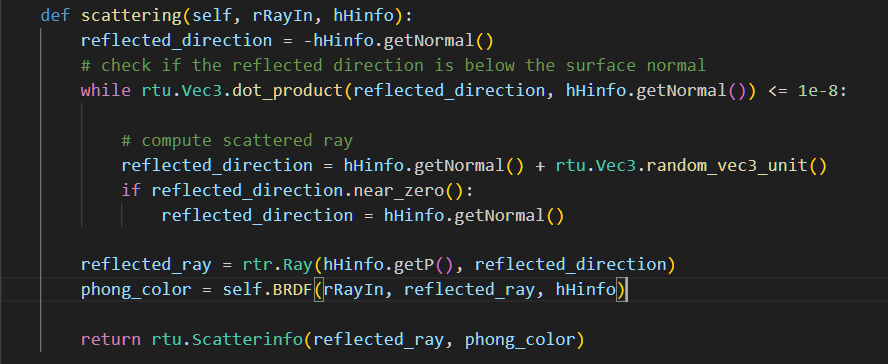 def scattering(self, rRayIn, hHinfo):
    reflected_direction = -hHinfo.getNormal()
    # check if the reflected direction is below the surface normal
    while rtu.Vec3.dot_product(reflected_direction, hHinfo.getNormal()) <= 1e-8:
        # compute scattered ray
        reflected_direction = hHinfo.getNormal() + rtu.Vec3.random_vec3_unit()
        if reflected_direction.near_zero():
            reflected_direction = hHinfo.getNormal()
    reflected_ray = rtr.Ray(hHinfo.getP(), reflected_direction)
    phong_color = self.BRDF(rRayIn, reflected_ray, hHinfo)
    return rtu.Scatterinfo(reflected_ray, phong_color)